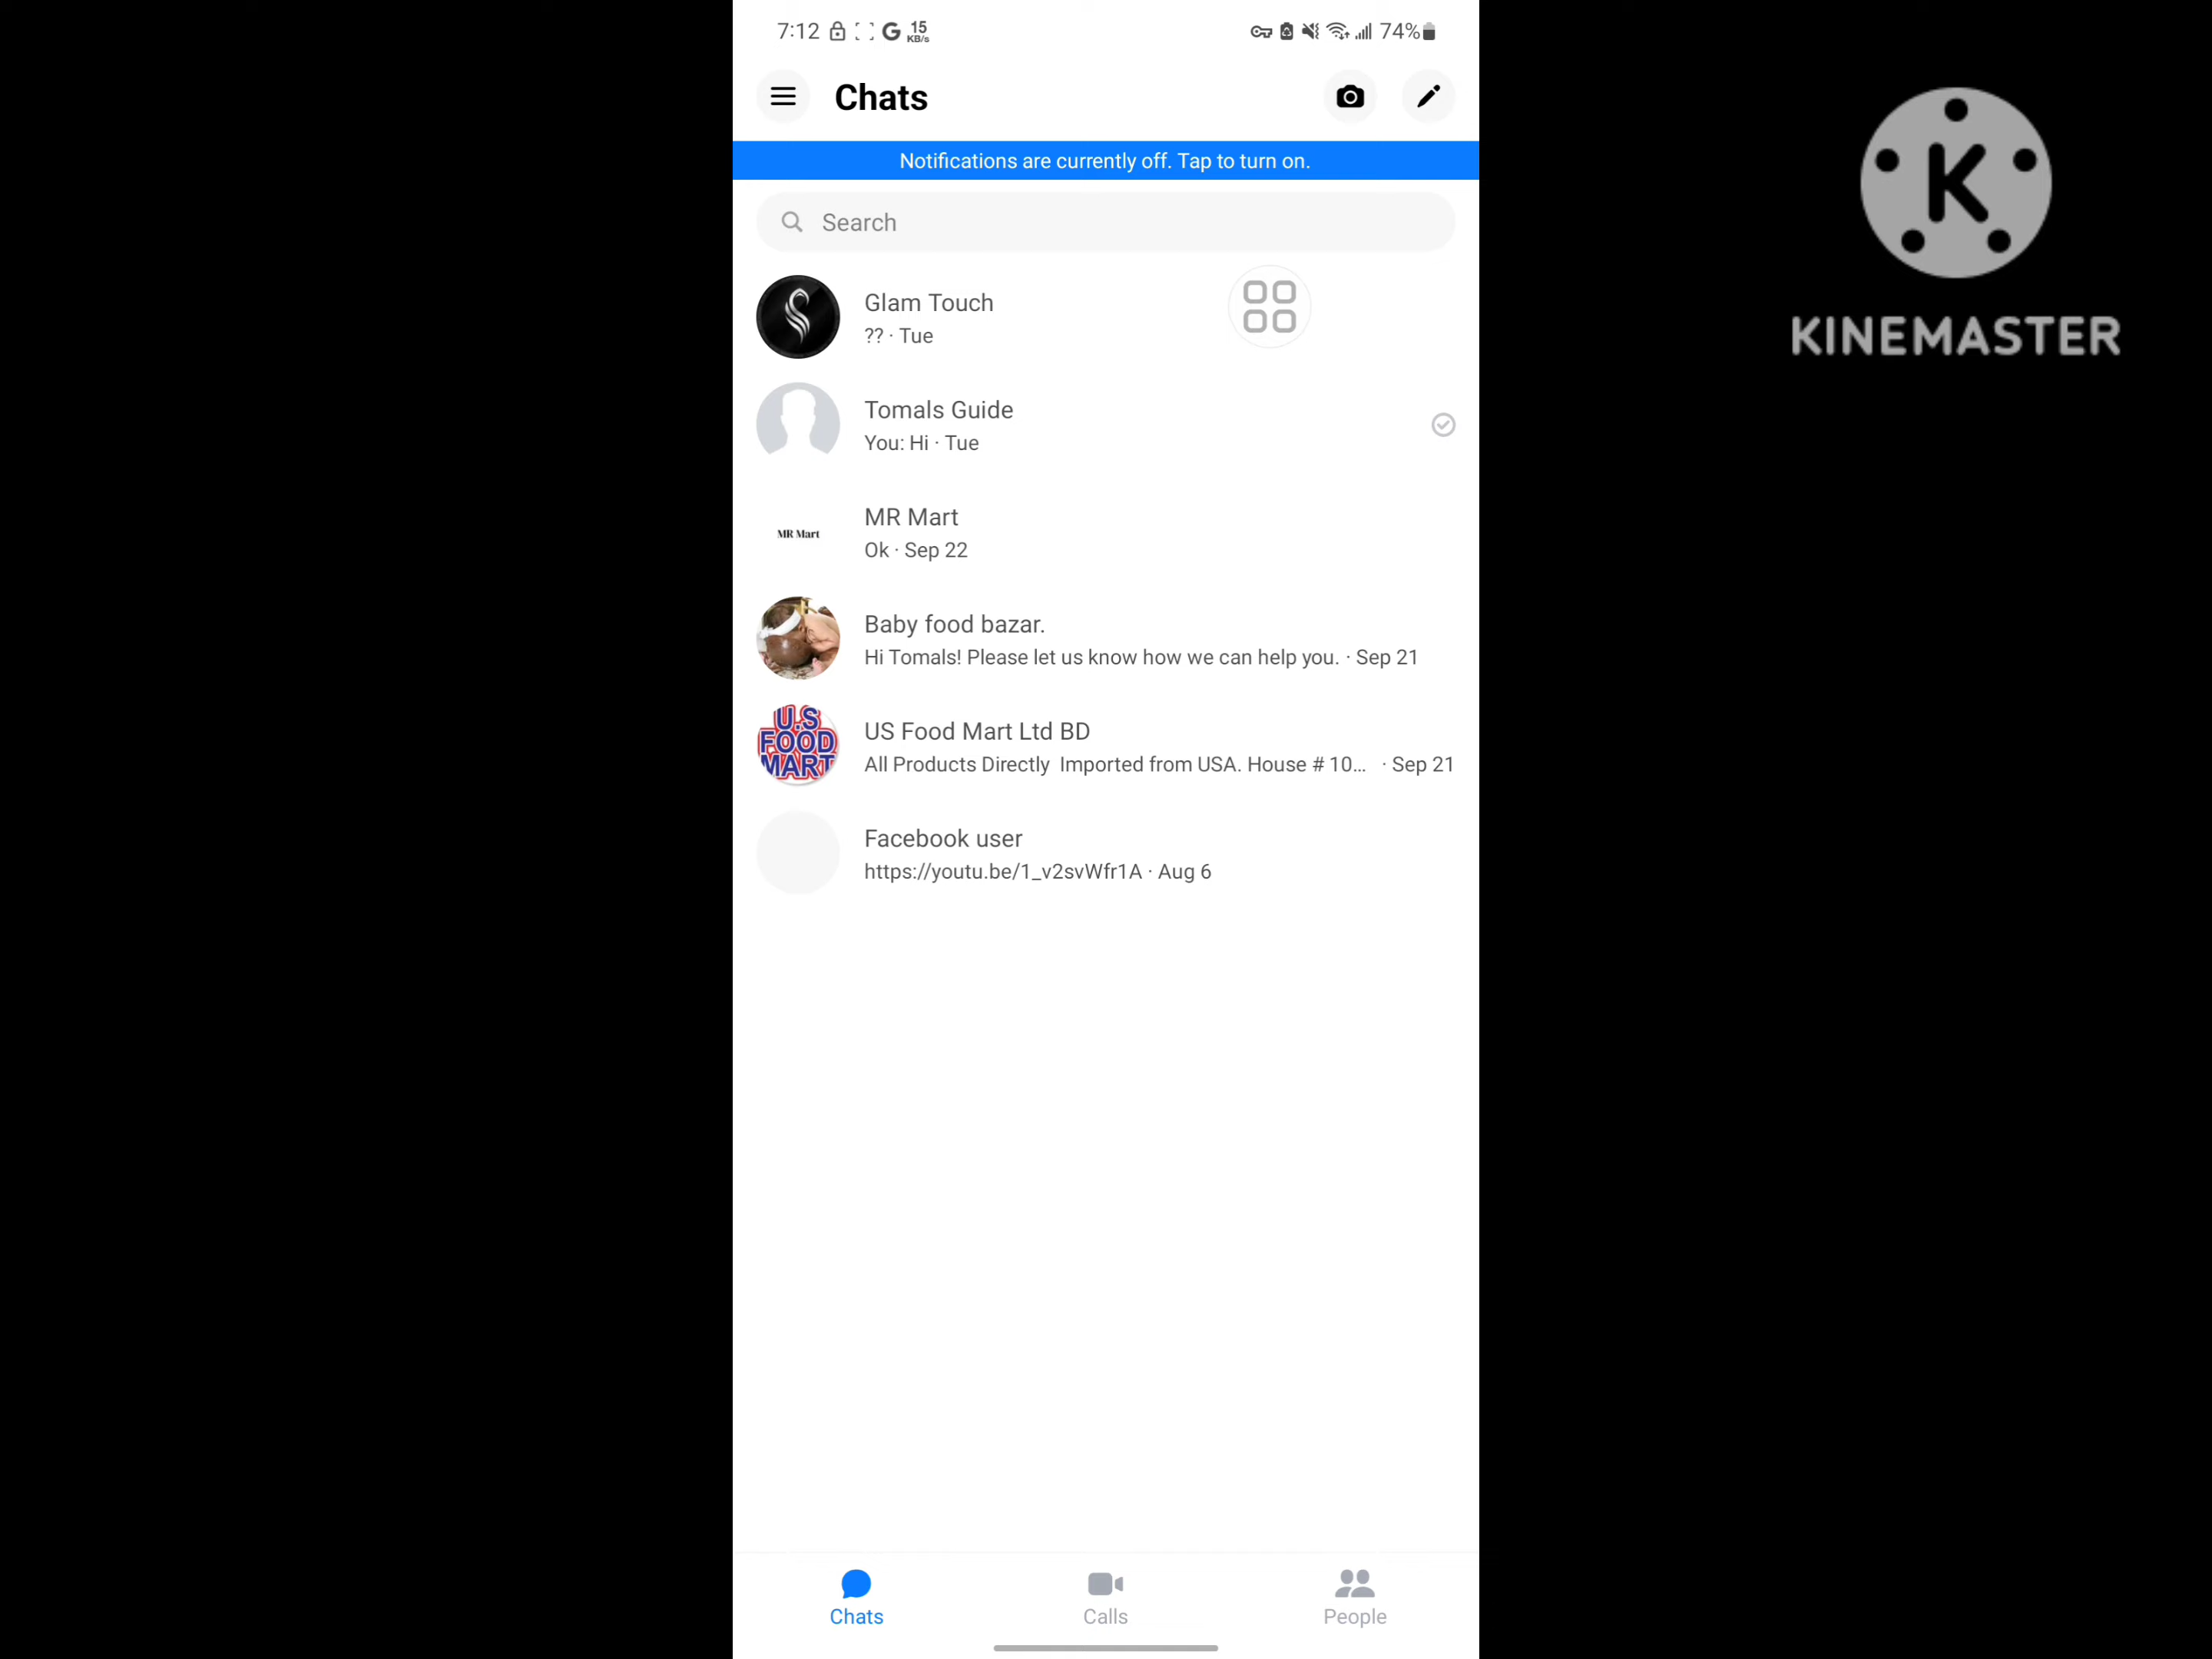 7:12 G 15 KB/s 74%
Chats
Notifications are currently off. Tap to turn on.
Search
Glam Touch
?? · Tue
Tomals Guide
You: Hi · Tue
MR Mart
MR Mart
Ok · Sep 22
Baby food bazar.
Hi Tomals! Please let us know how we can help you. · Sep 21
U.S FOOD MART
US Food Mart Ltd BD
All Products Directly Imported from USA. House # 10... · Sep 21
Facebook user
https://youtu.be/1_v2svWfr1A · Aug 6
Chats
Calls
People
K
KINEMASTER